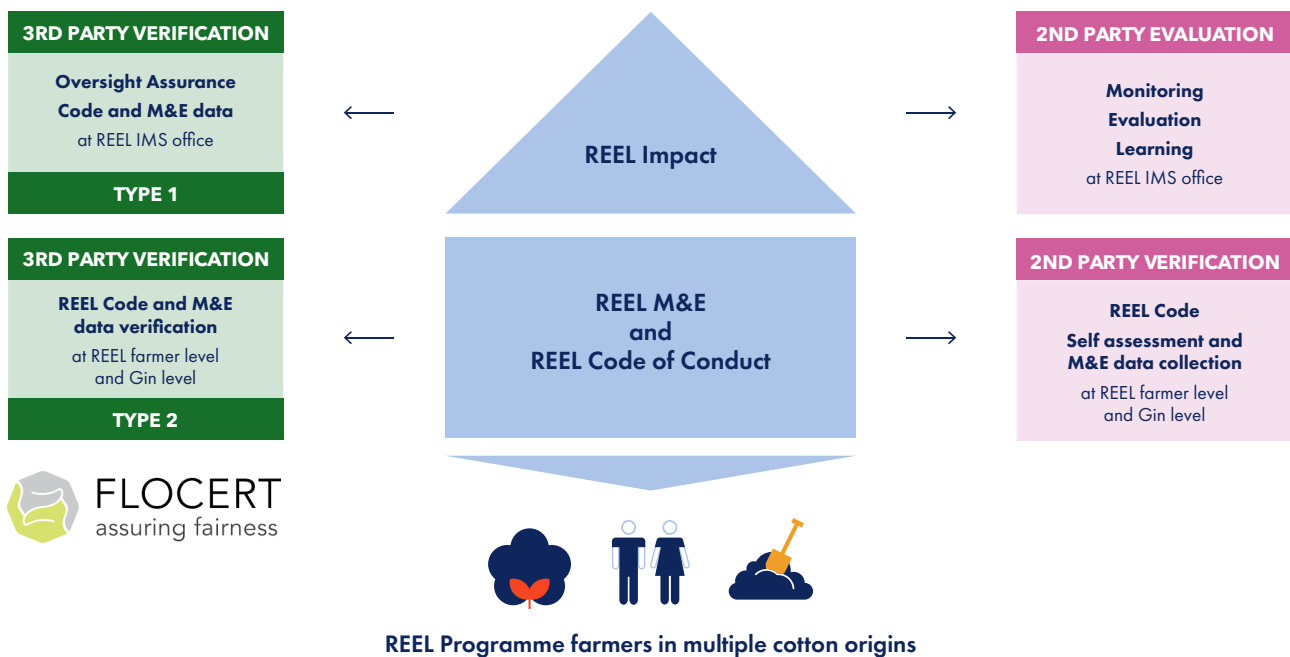 3RD PARTY VERIFICATION
Oversight Assurance
Code and M&E data
at REEL IMS office
TYPE 1
3RD PARTY VERIFICATION
REEL Code and M&E
data verification
at REEL farmer level
and Gin level
TYPE 2
FLOCERT
assuring fairness
REEL Impact
REEL M&E
and
REEL Code of Conduct
2ND PARTY EVALUATION
Monitoring
Evaluation
Learning
at REEL IMS office
2ND PARTY VERIFICATION
REEL Code
Self assessment and
M&E data collection
at REEL farmer level
and Gin level
REEL Programme farmers in multiple cotton origins